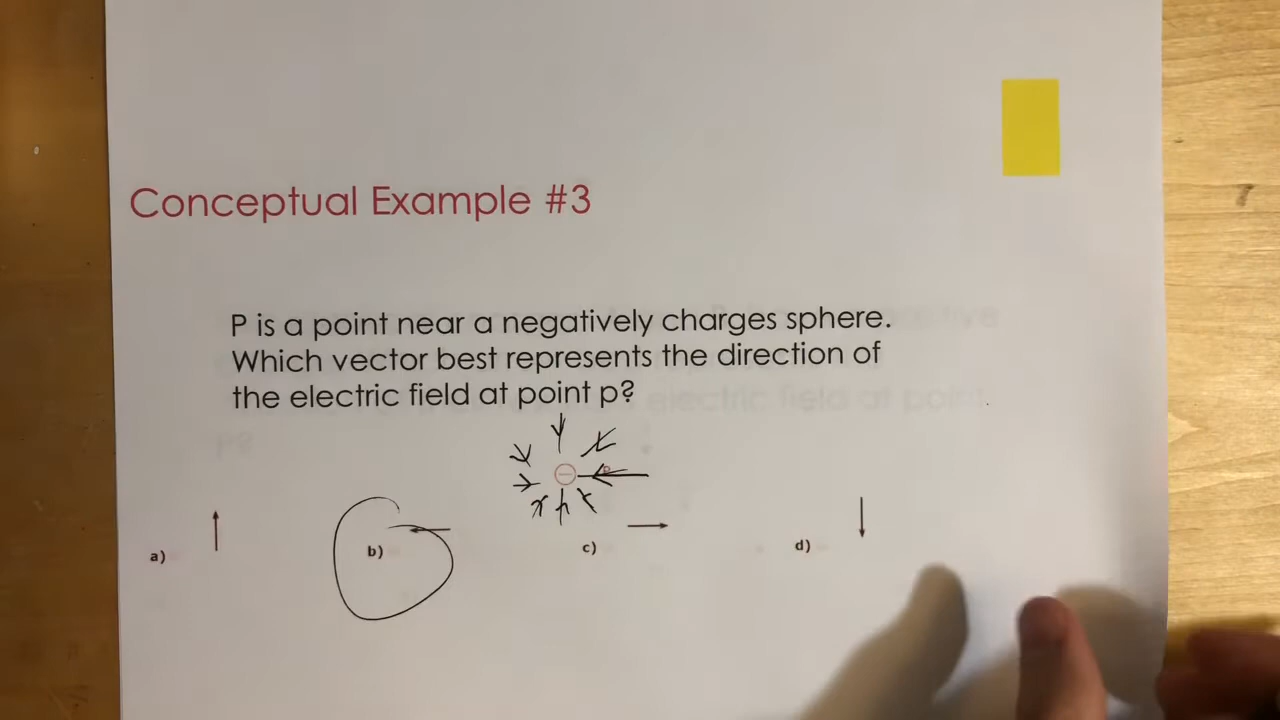 Conceptual Example #3
P is a point near a negatively charges sphere.
Which vector best represents the direction of
the electric field at point p?
a)
b)
c)
d)